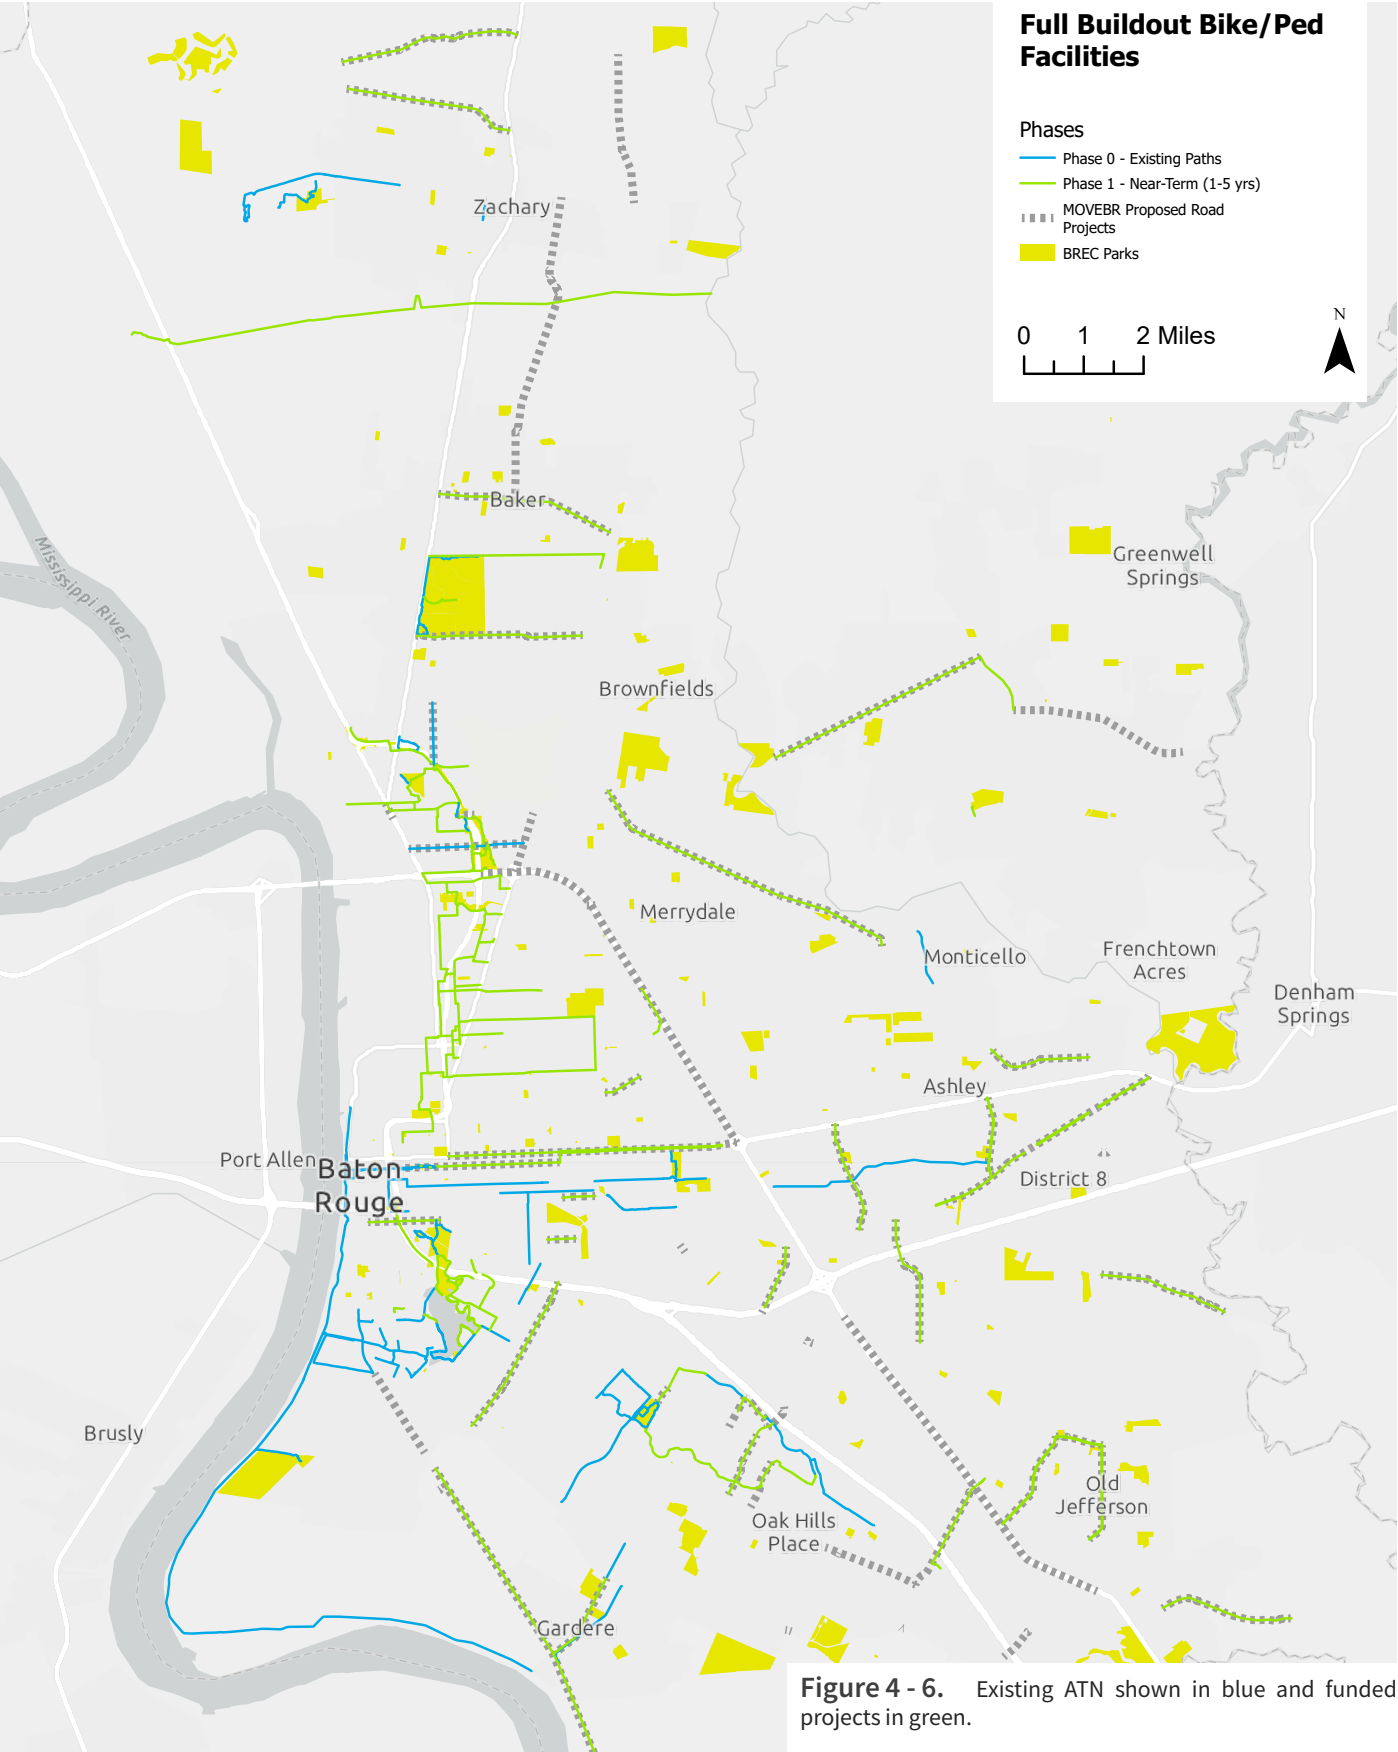 Full Buildout Bike/Ped
Facilities
Phases
Phase 0 - Existing Paths
Phase 1 - Near-Term (1-5 yrs)
MOVEBR Proposed Road
Projects
BREC Parks
N
0 1 2 Miles
Zachary
Baker
Greenwell
Springs
Mississippi River
Brownfields
Merrydale
Monticello
Frenchtown
Acres
Denham
Springs
Ashley
Port Allen
Baton
Rouge
District 8
Brusly
Old
Jefferson
Oak Hills
Place
Gardere
Figure 4 - 6. Existing ATN shown in blue and funded
projects in green.